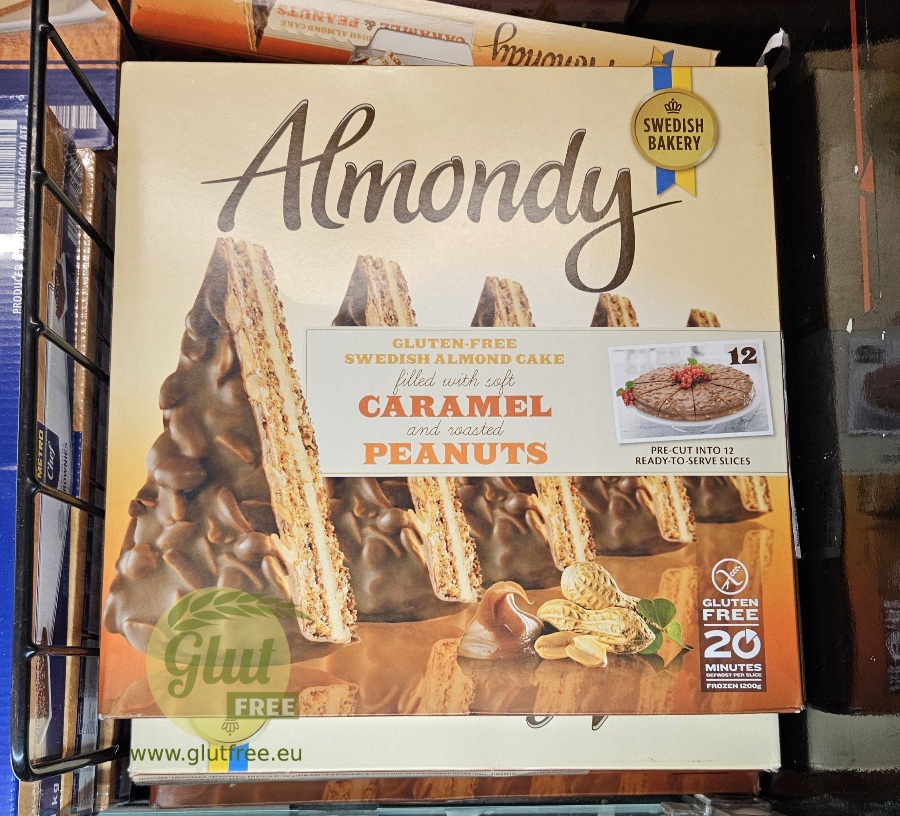 CARAMEL & PEANUTS
Almondy
Almondy
SWEDISH
BAKERY
GLUTEN-FREE
SWEDISH ALMOND CAKE
filled with soft
CARAMEL
and roasted
PEANUTS
12
PRE-CUT INTO 12
READY-TO-SERVE SLICES
GLUTEN
FREE
20
MINUTES
DEFROST PER SLICE
FROZEN 1200g
METRO
Chef
Glut
FREE
www.glutfree.eu